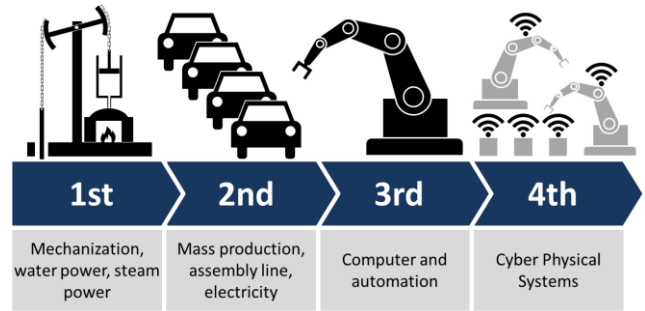 1st
2nd
3rd
4th
Mechanization,
water power, steam
power
Mass production,
assembly line,
electricity
Computer and
automation
Cyber Physical
Systems